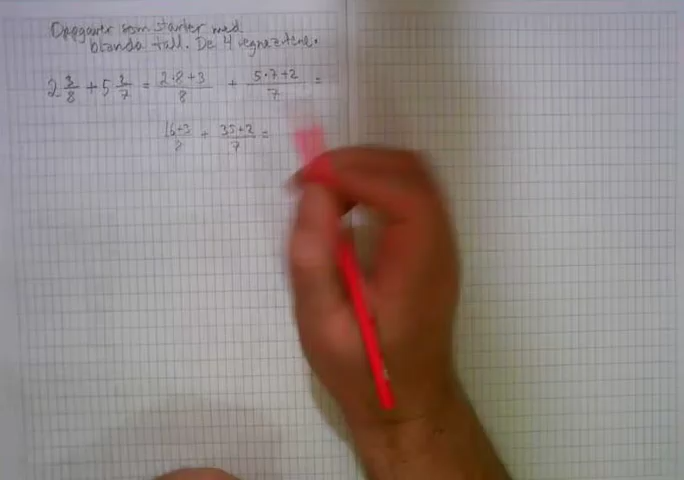 Oppgaver som starter med
blanda tall. De 4 regneartene.
2 3/8 + 5 2/7 = (2·8+3)/8 + (5·7+2)/7 =
(16+3)/8 + (35+2)/7 =